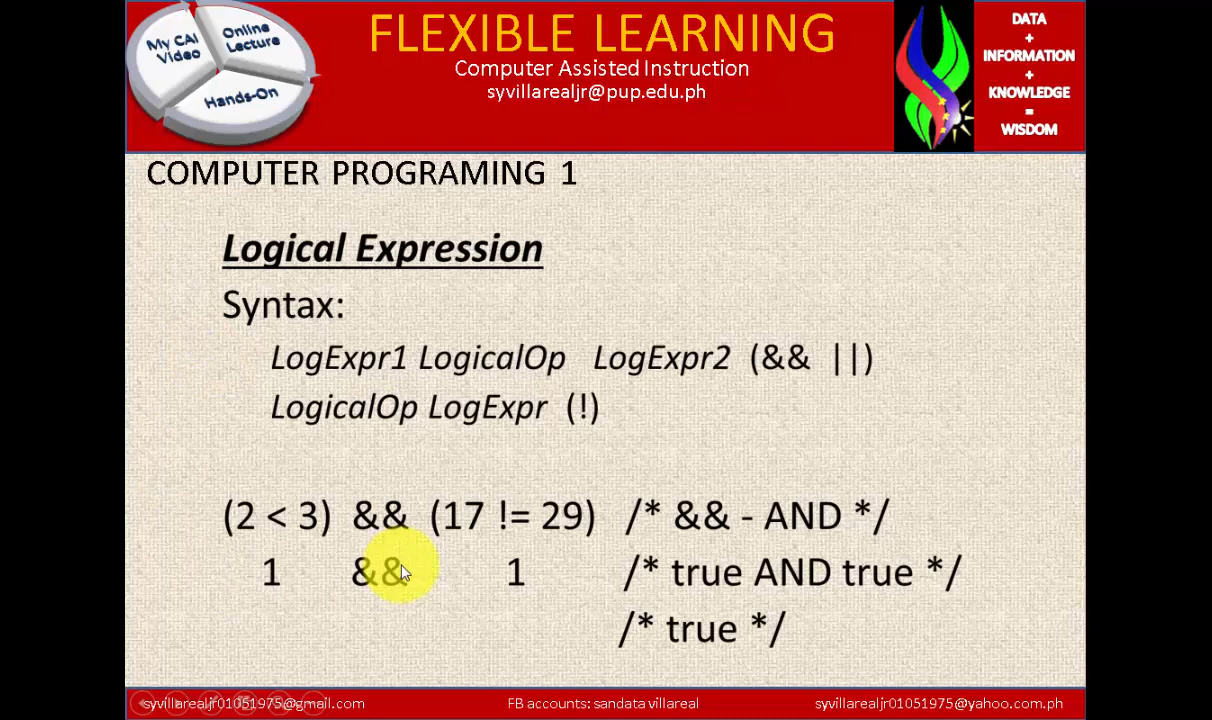 My CAI
Video
Online
Lecture
Hands-On
FLEXIBLE LEARNING
Computer Assisted Instruction
syvillarealjr@pup.edu.ph
DATA
+
INFORMATION
+
KNOWLEDGE
=
WISDOM
COMPUTER PROGRAMING 1
Logical Expression
Syntax:
LogExpr1 LogicalOp LogExpr2 (&& ||)
LogicalOp LogExpr (!)
(2 < 3) && (17 != 29) /* && - AND */
1 && 1 /* true AND true */
/* true */
syvillarealjr01051975@gmail.com
FB accounts: sandata villareal
syvillarealjr01051975@yahoo.com.ph